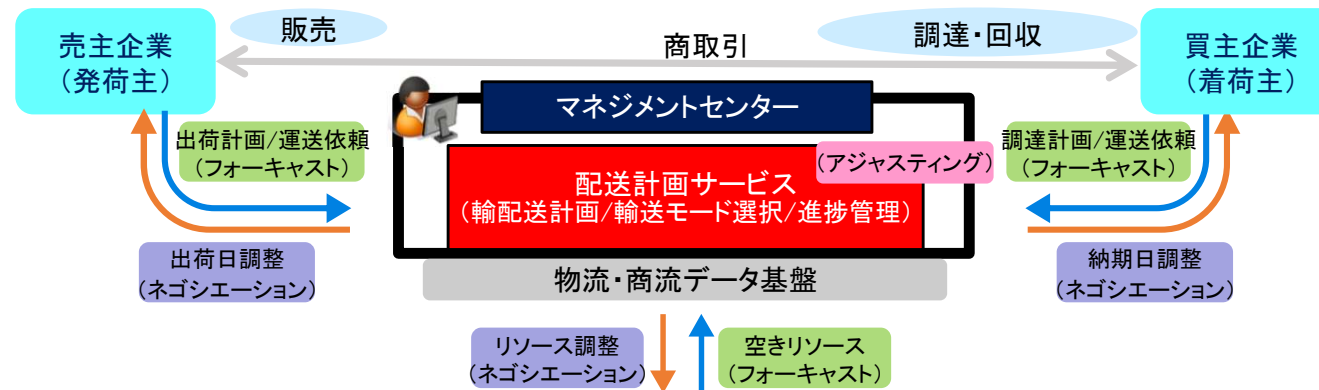 販売
調達・回収
売主企業
(発荷主)
商取引
買主企業
(着荷主)
マネジメントセンター
出荷計画/運送依頼
(フォーキャスト)
(アジャスティング)
調達計画/運送依頼
(フォーキャスト)
配送計画サービス
(輸配送計画/輸送モード選択/進捗管理)
出荷日調整
(ネゴシエーション)
納期日調整
(ネゴシエーション)
物流・商流データ基盤
リソース調整
(ネゴシエーション)
空きリソース
(フォーキャスト)